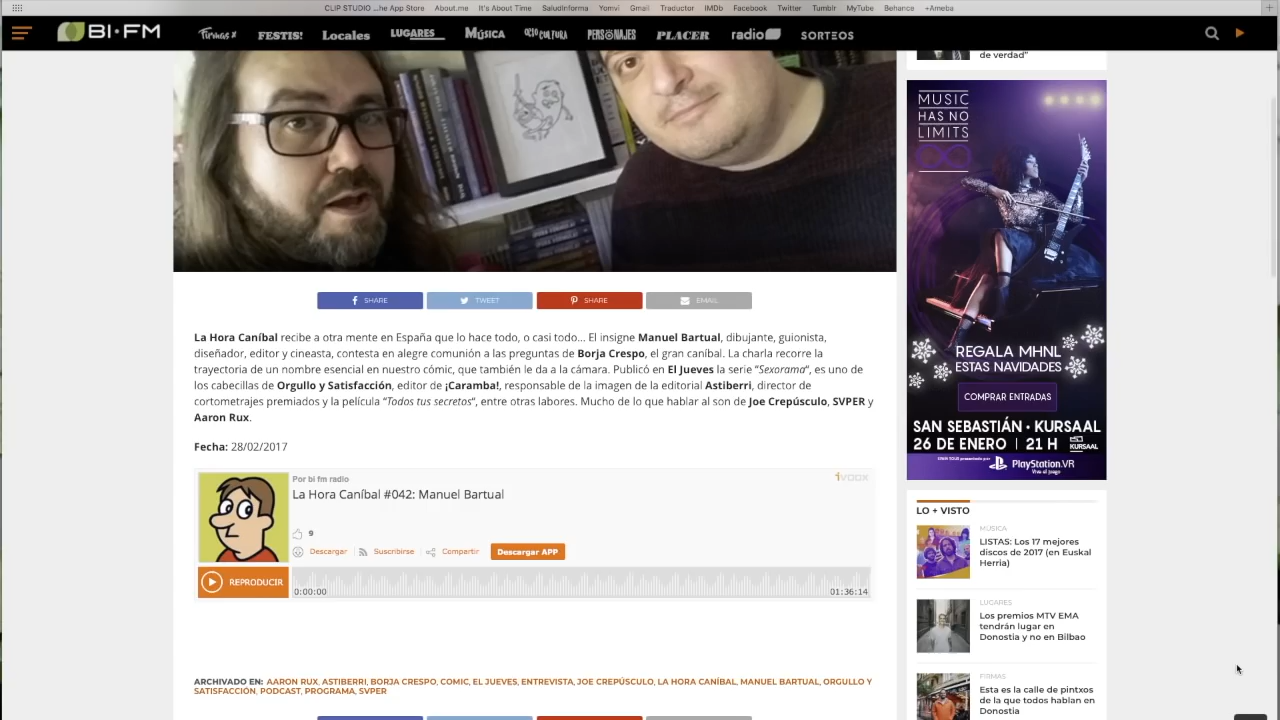 CLIP STUDIO ...he App Store About.me It's About Time SaludInforma Yomvi Gmail Traductor IMDb Facebook Twitter Tumblr MyTube Behance +Ameba
BI·FM Firmas FESTIS! Locales LUGARES MÚSICA OCIO CULTURA PERSONAJES PLACER radio SORTEOS
de verdad"
MUSIC
HAS NO
LIMITS
REGALA MHNL
ESTAS NAVIDADES
COMPRAR ENTRADAS
SAN SEBASTIÁN · KURSAAL
26 DE ENERO | 21 H KURSAAL
PlayStation.VR
SHARE TWEET SHARE EMAIL
La Hora Caníbal recibe a otra mente en España que lo hace todo, o casi todo... El insigne Manuel Bartual, dibujante, guionista,
diseñador, editor y cineasta, contesta en alegre comunión a las preguntas de Borja Crespo, el gran caníbal. La charla recorre la
trayectoria de un nombre esencial en nuestro cómic, que también le da a la cámara. Publicó en El Jueves la serie "Sexorama", es uno de
los cabecillas de Orgullo y Satisfacción, editor de ¡Caramba!, responsable de la imagen de la editorial Astiberri, director de
cortometrajes premiados y la película "Todos tus secretos", entre otras labores. Mucho de lo que hablar al son de Joe Crepúsculo, SVPER y
Aaron Rux.
Fecha: 28/02/2017
Por bi fm radio
iVOOX
La Hora Caníbal #042: Manuel Bartual
9
Descargar Suscribirse Compartir Descargar APP
REPRODUCIR
0:00:00 01:36:14
ARCHIVADO EN: AARON RUX, ASTIBERRI, BORJA CRESPO, COMIC, EL JUEVES, ENTREVISTA, JOE CREPÚSCULO, LA HORA CANÍBAL, MANUEL BARTUAL, ORGULLO Y
SATISFACCIÓN, PODCAST, PROGRAMA, SVPER
LO + VISTO
MÚSICA
LISTAS: Los 17 mejores
discos de 2017 (en Euskal
Herria)
LUGARES
Los premios MTV EMA
tendrán lugar en
Donostia y no en Bilbao
FIRMAS
Esta es la calle de pintxos
de la que todos hablan en
Donostia